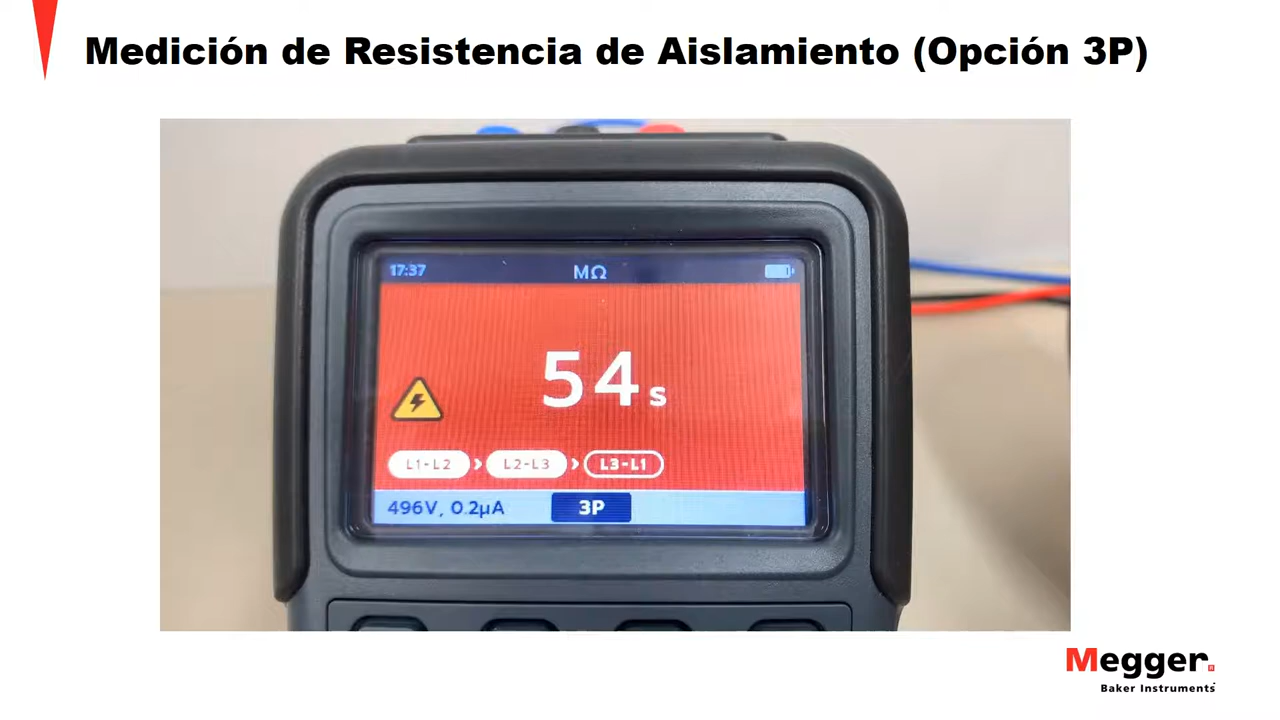 Medición de Resistencia de Aislamiento (Opción 3P)
17:37 MΩ
54 s
L1-L2 › L2-L3 › L3-L1
496V, 0.2µA 3P
Megger.
Baker Instruments